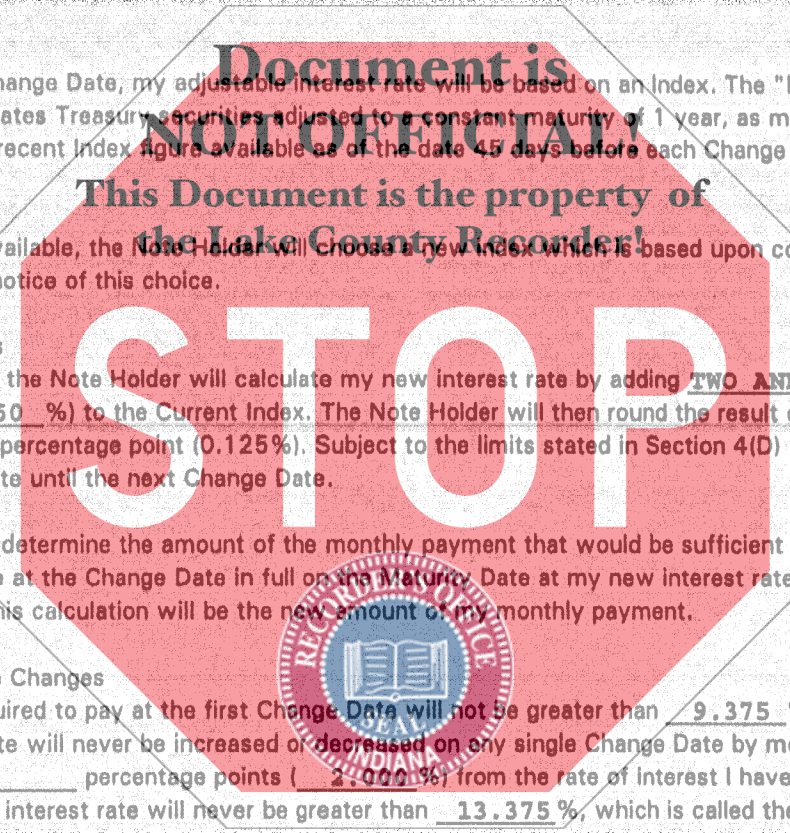 Document is
hange Date, my adjustable interest rate will be based on an Index. The "I
ates Treasury securities adjusted to a constant maturity of 1 year, as m
NOT OFFICIAL!
recent Index figure available as of the date 45 days before each Change
This Document is the property of
the Lake County Recorder!
vailable, the Note Holder will choose a new index which is based upon co
otice of this choice.
STOP
s
the Note Holder will calculate my new interest rate by adding TWO AN
50 %) to the Current Index. The Note Holder will then round the result
percentage point (0.125%). Subject to the limits stated in Section 4(D)
te until the next Change Date.
determine the amount of the monthly payment that would be sufficient
e at the Change Date in full on the Maturity Date at my new interest rate
his calculation will be the new amount of my monthly payment.
RECORDER'S OFFICE
SEAL
INDIANA
Changes
uired to pay at the first Change Date will not be greater than 9.375 %
te will never be increased or decreased on any single Change Date by mo
percentage points ( 2.000 %) from the rate of interest I have
interest rate will never be greater than 13.375 %, which is called the